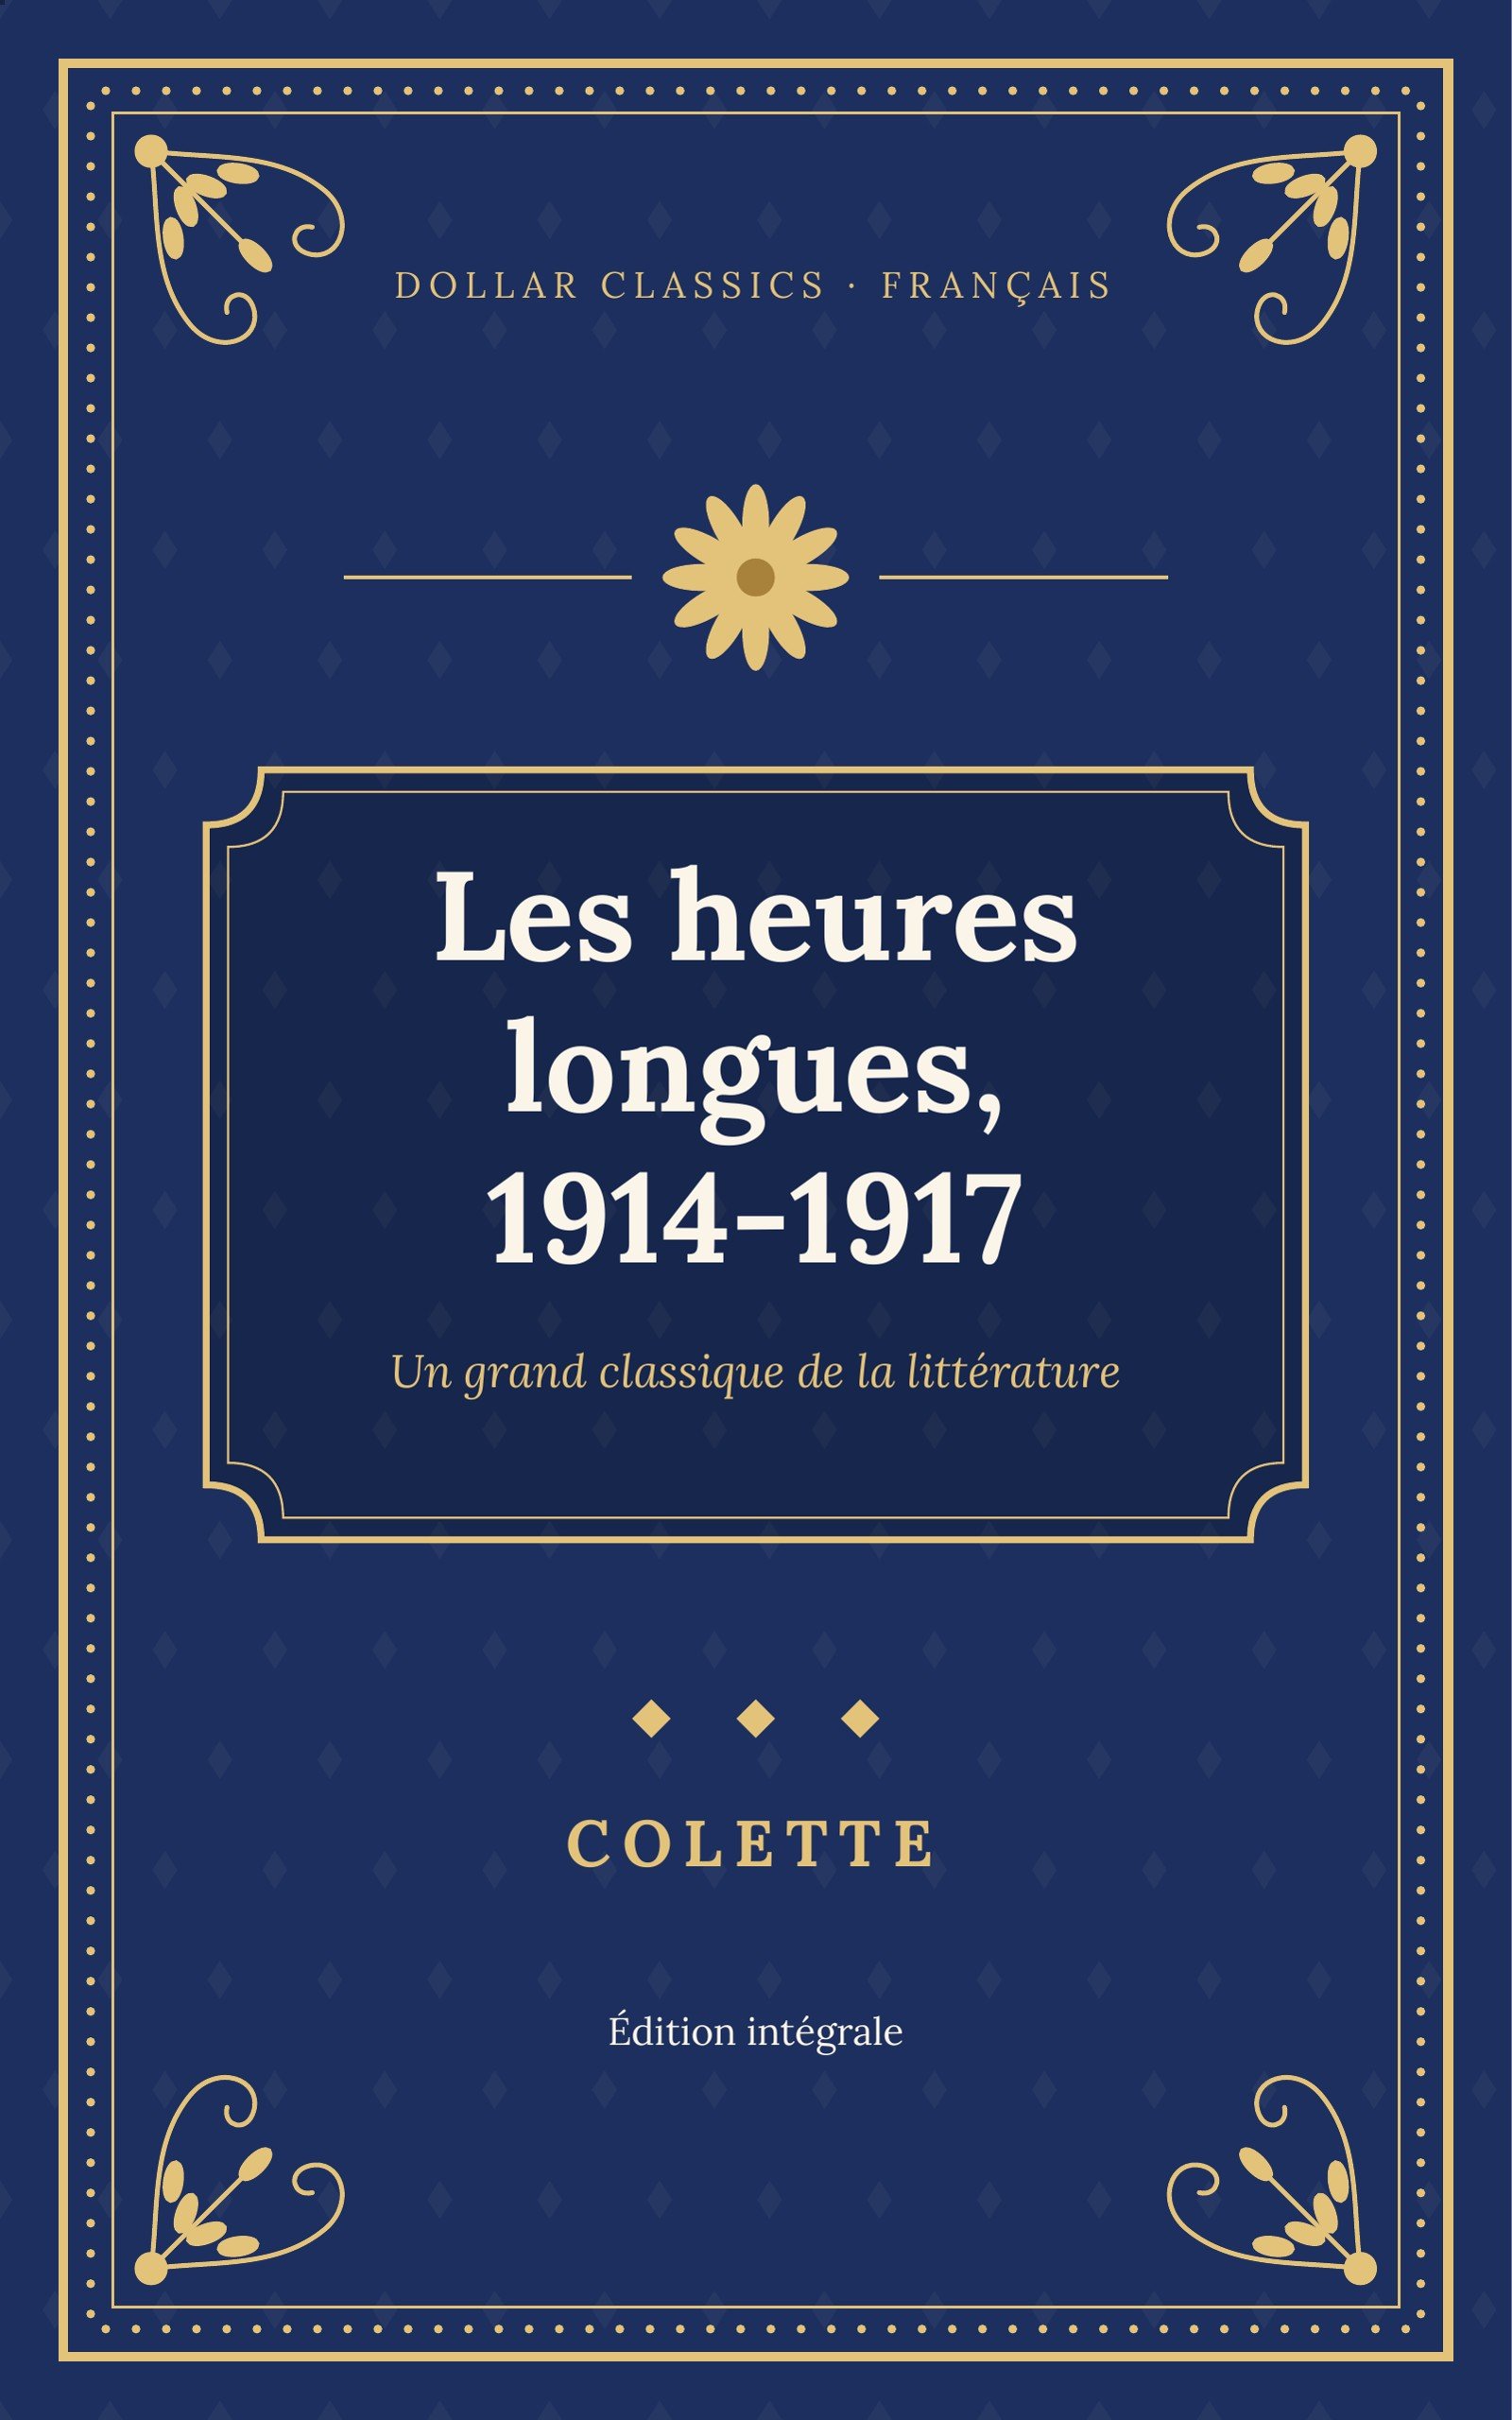 DOLLAR CLASSICS · FRANÇAIS
Les heures
longues,
1914–1917
Un grand classique de la littérature
COLETTE
Édition intégrale